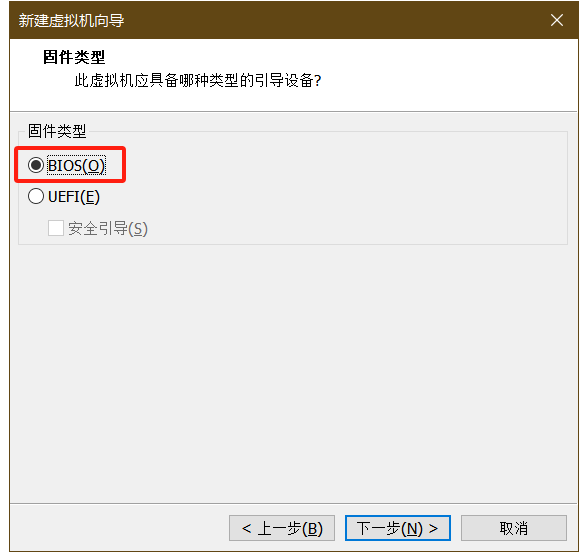 新建虚拟机向导
固件类型
此虚拟机应具备哪种类型的引导设备?
固件类型
BIOS(O)
UEFI(E)
安全引导(S)
< 上一步(B) 下一步(N) > 取消